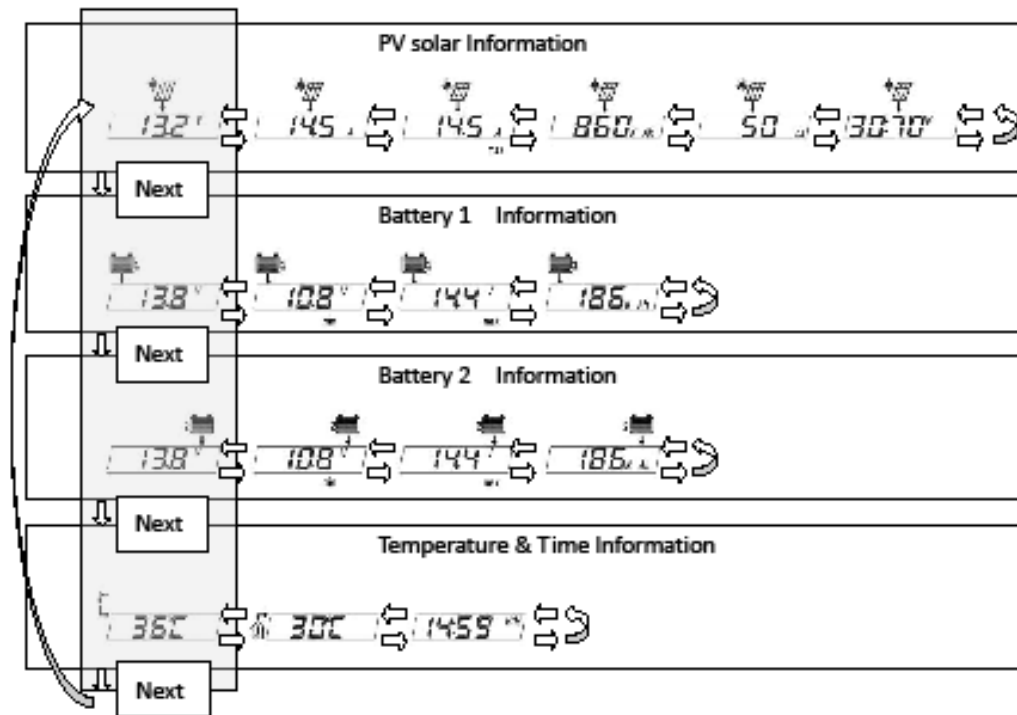 PV solar Information
13.2 V 14.5 A 14.5 A 860 50 30:70
Next
Battery 1 Information
13.8 V 10.8 V 14.4 186
Next
Battery 2 Information
13.8 V 10.8 V 14.4 186
Next
Temperature & Time Information
36℃ 30℃ 14:59
Next